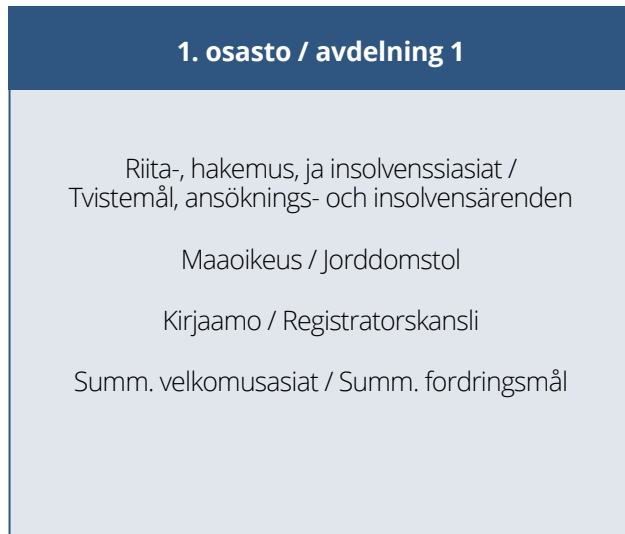 1. osasto / avdelning 1
Riita-, hakemus, ja insolvenssiasiat /
Tvistemål, ansöknings- och insolvensärenden
Maaoikeus / Jorddomstol
Kirjaamo / Registratorskansli
Summ. velkomusasiat / Summ. fordringsmål